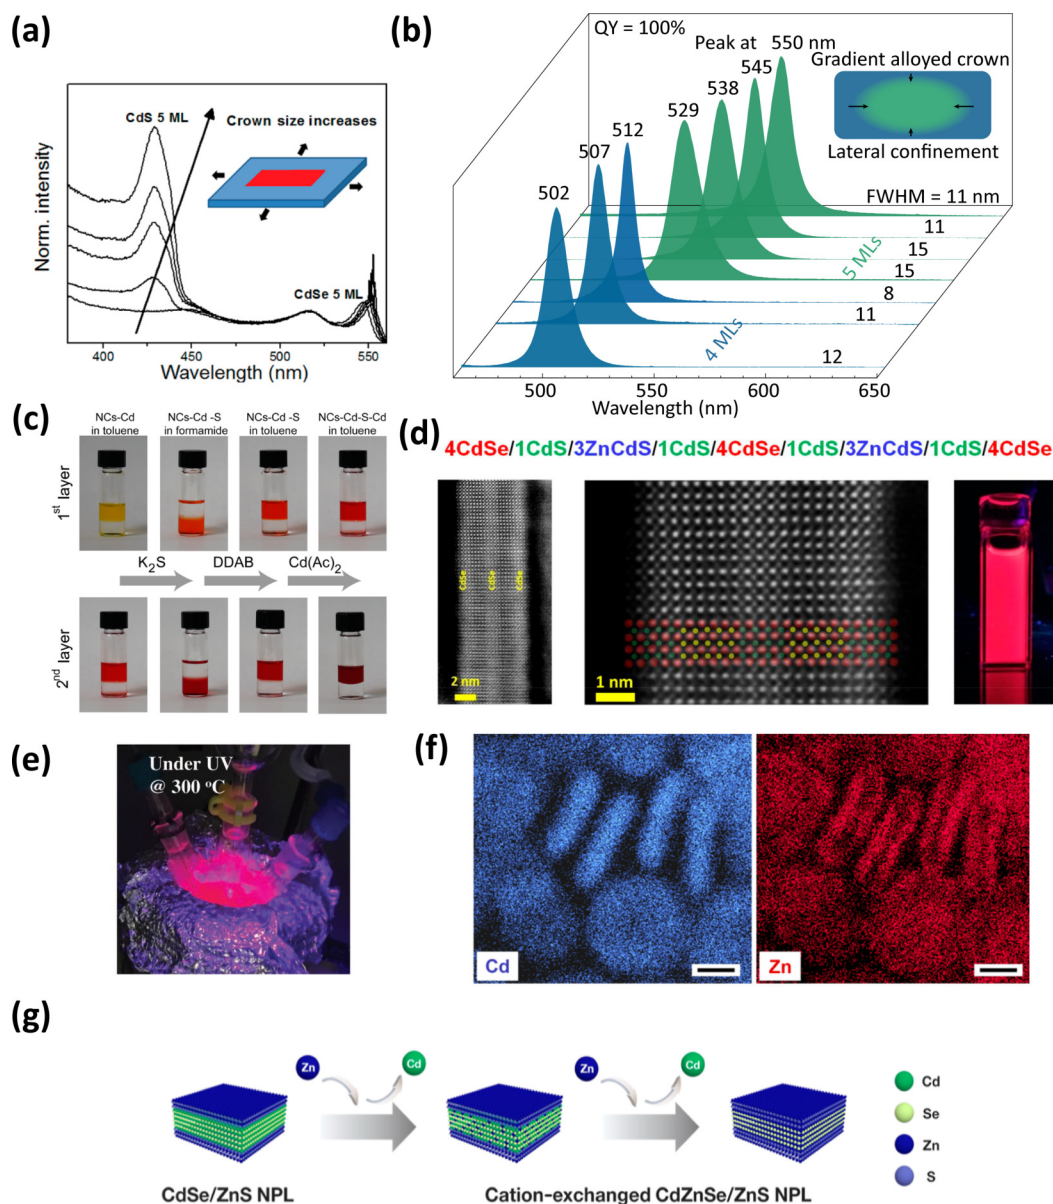 (a)
CdS 5 ML
Crown size increases
CdSe 5 ML
Norm. intensity
400
450
500
550
Wavelength (nm)
(b)
QY = 100%
Peak at
550 nm
545
538
529
512
507
502
Gradient alloyed crown
Lateral confinement
FWHM = 11 nm
11
15
15
8
11
12
5 MLs
4 MLs
500
550
600
650
Wavelength (nm)
(c)
NCs-Cd
in toluene
NCs-Cd -S
in formamide
NCs-Cd -S
in toluene
NCs-Cd-S-Cd
in toluene
1st layer
K2S
DDAB
Cd(Ac)2
2nd layer
(d)
4CdSe/1CdS/3ZnCdS/1CdS/4CdSe/1CdS/3ZnCdS/1CdS/4CdSe
CdSe
CdSe
CdSe
2 nm
1 nm
(e)
Under UV
@ 300 °C
(f)
Cd
Zn
(g)
Zn
Cd
Zn
Cd
Cd
Se
Zn
S
CdSe/ZnS NPL
Cation-exchanged CdZnSe/ZnS NPL